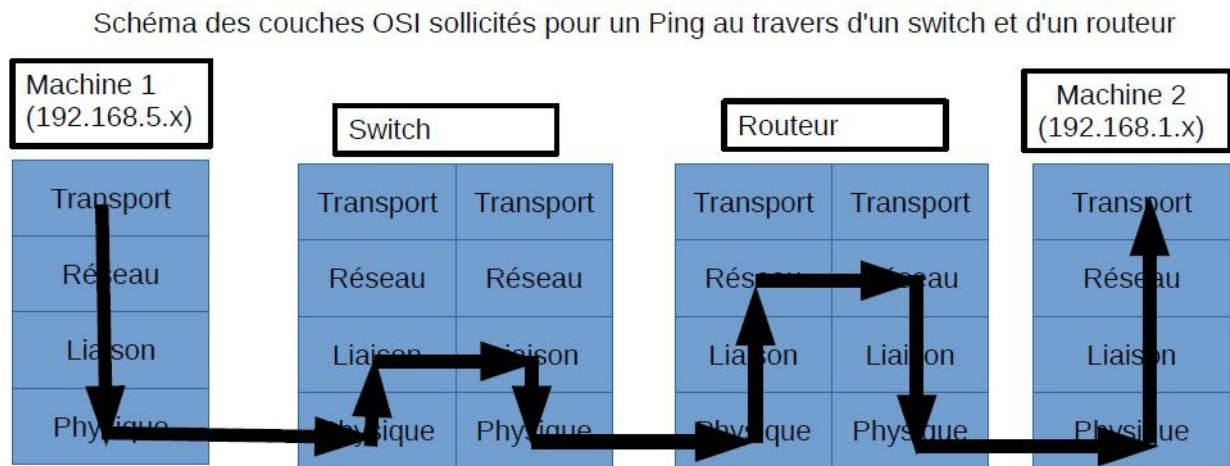 Schéma des couches OSI sollicités pour un Ping au travers d'un switch et d'un routeur
Machine 1
(192.168.5.x)
Switch
Routeur
Machine 2
(192.168.1.x)
Transport
Réseau
Liaison
Physique
Transport Transport
Réseau Réseau
Liaison Liaison
Physique Physique
Transport Transport
Réseau Réseau
Liaison Liaison
Physique Physique
Transport
Réseau
Liaison
Physique